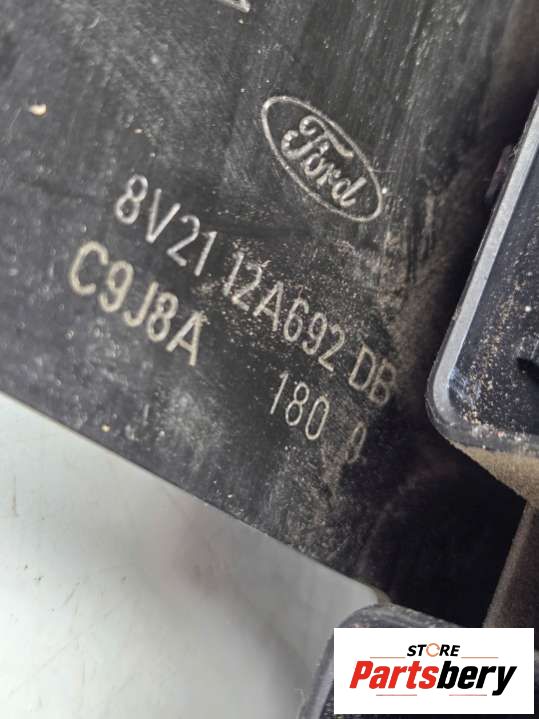 Ford
8V21 12A692 DB
C9J8A
180
STORE
Partsbery